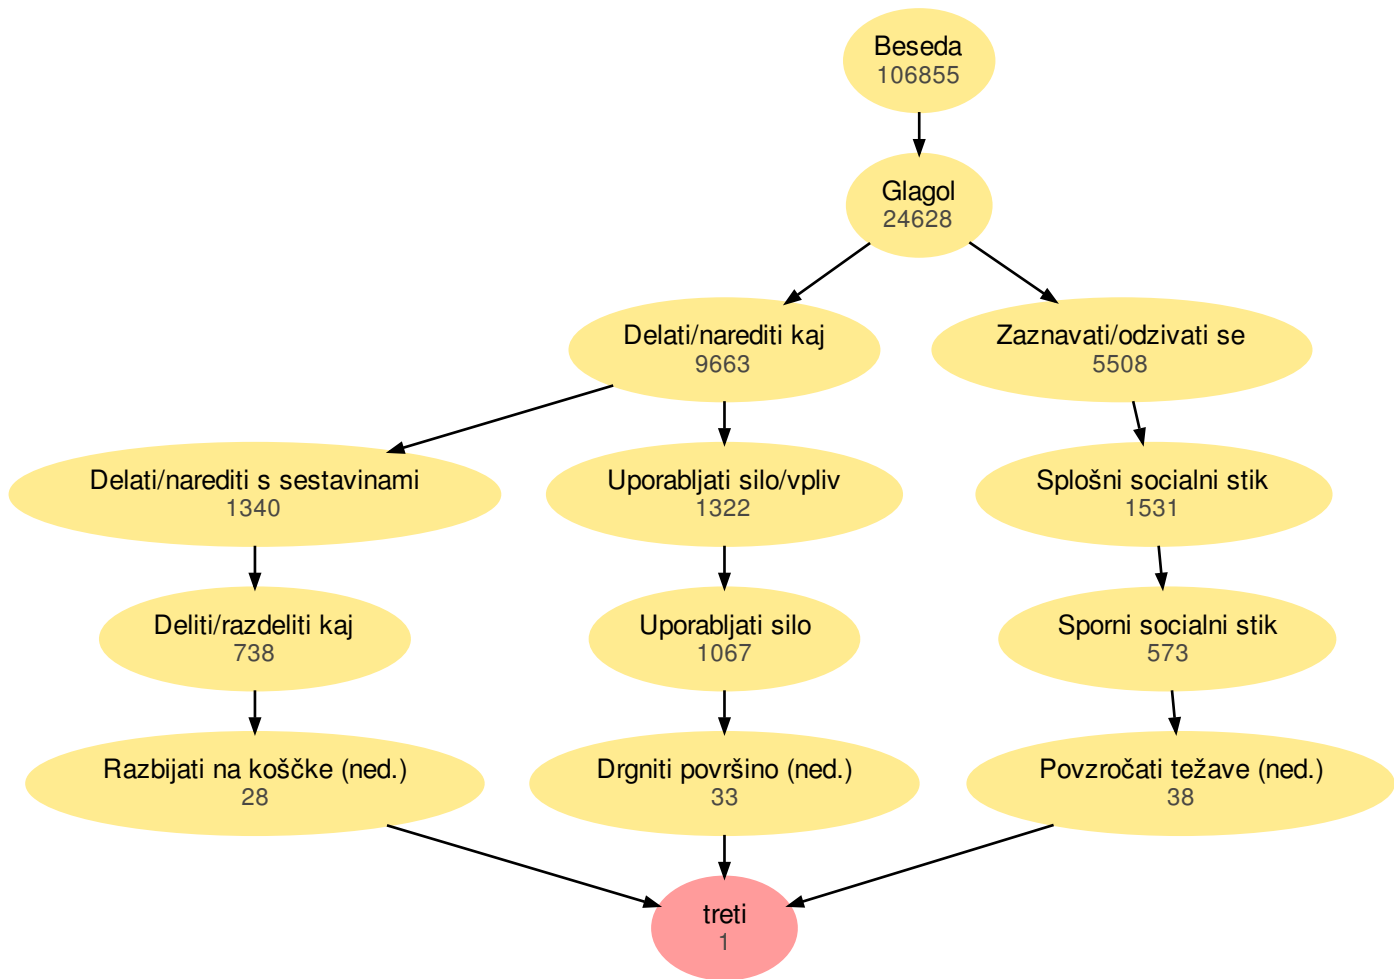 Beseda
106855
Glagol
24628
Delati/narediti kaj
9663
Zaznavati/odzivati se
5508
Delati/narediti s sestavinami
1340
Uporabljati silo/vpliv
1322
Splošni socialni stik
1531
Deliti/razdeliti kaj
738
Uporabljati silo
1067
Sporni socialni stik
573
Razbijati na koščke (ned.)
28
Drgniti površino (ned.)
33
Povzročati težave (ned.)
38
treti
1